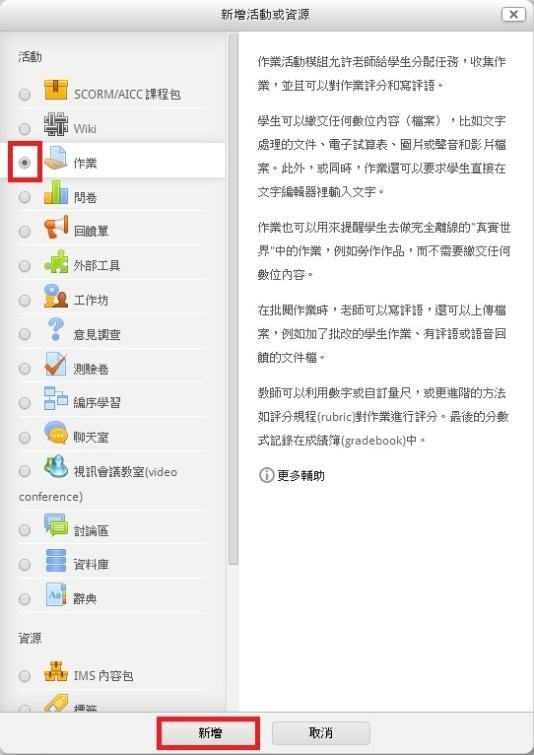 新增活動或資源
活動
SCORM/AICC 課程包
Wiki
作業
問卷
回饋單
外部工具
工作坊
意見調查
測驗卷
編序學習
聊天室
視訊會議教室(video
conference)
討論區
資料庫
Aa
辭典
資源
IMS 內容包
標籤
作業活動模組允許老師給學生分配任務，收集作
業，並且可以對作業評分和寫評語。
學生可以繳交任何數位內容（檔案），比如文字
處理的文件、電子試算表、圖片或聲音和影片檔
案。此外，或同時，作業還可以要求學生直接在
文字編輯器裡輸入文字。
作業也可以用來提醒學生去做完全離線的"真實世
界"中的作業，例如勞作作品，而不需要繳交任何
數位內容。
在批閱作業時，老師可以寫評語，還可以上傳檔
案，例如加了批改的學生作業、有評語或語音回
饋的文件檔。
教師可以利用數字或自訂量尺，或更進階的方法
如評分規程(rubric)對作業進行評分。最後的分數
式記錄在成績簿(gradebook)中。
更多輔助
新增
取消